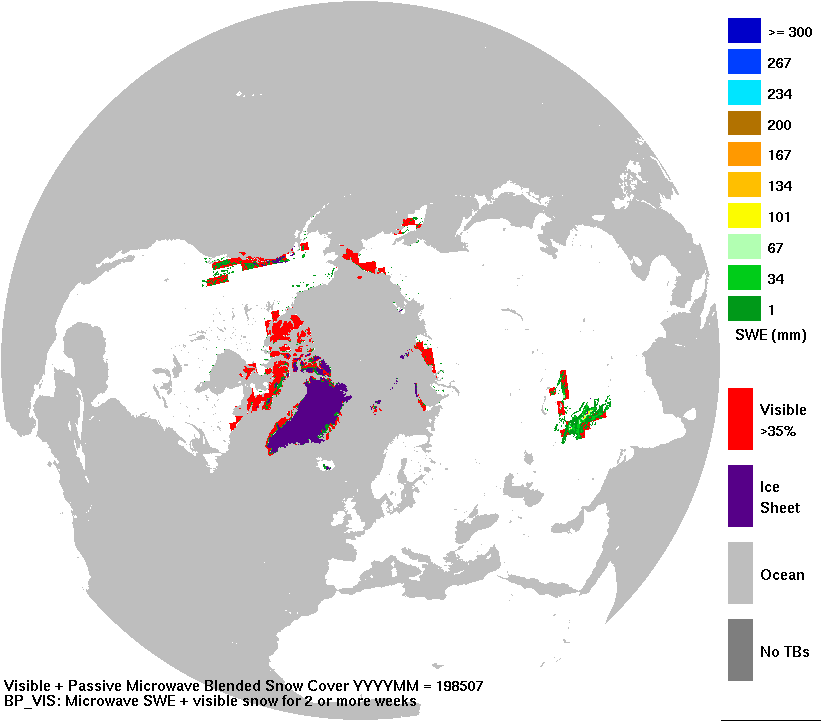 >= 300
267
234
200
167
134
101
67
34
1
SWE (mm)
Visible
>35%
Ice
Sheet
Ocean
No TBs
Visible + Passive Microwave Blended Snow Cover YYYYMM = 198507
BP_VIS: Microwave SWE + visible snow for 2 or more weeks